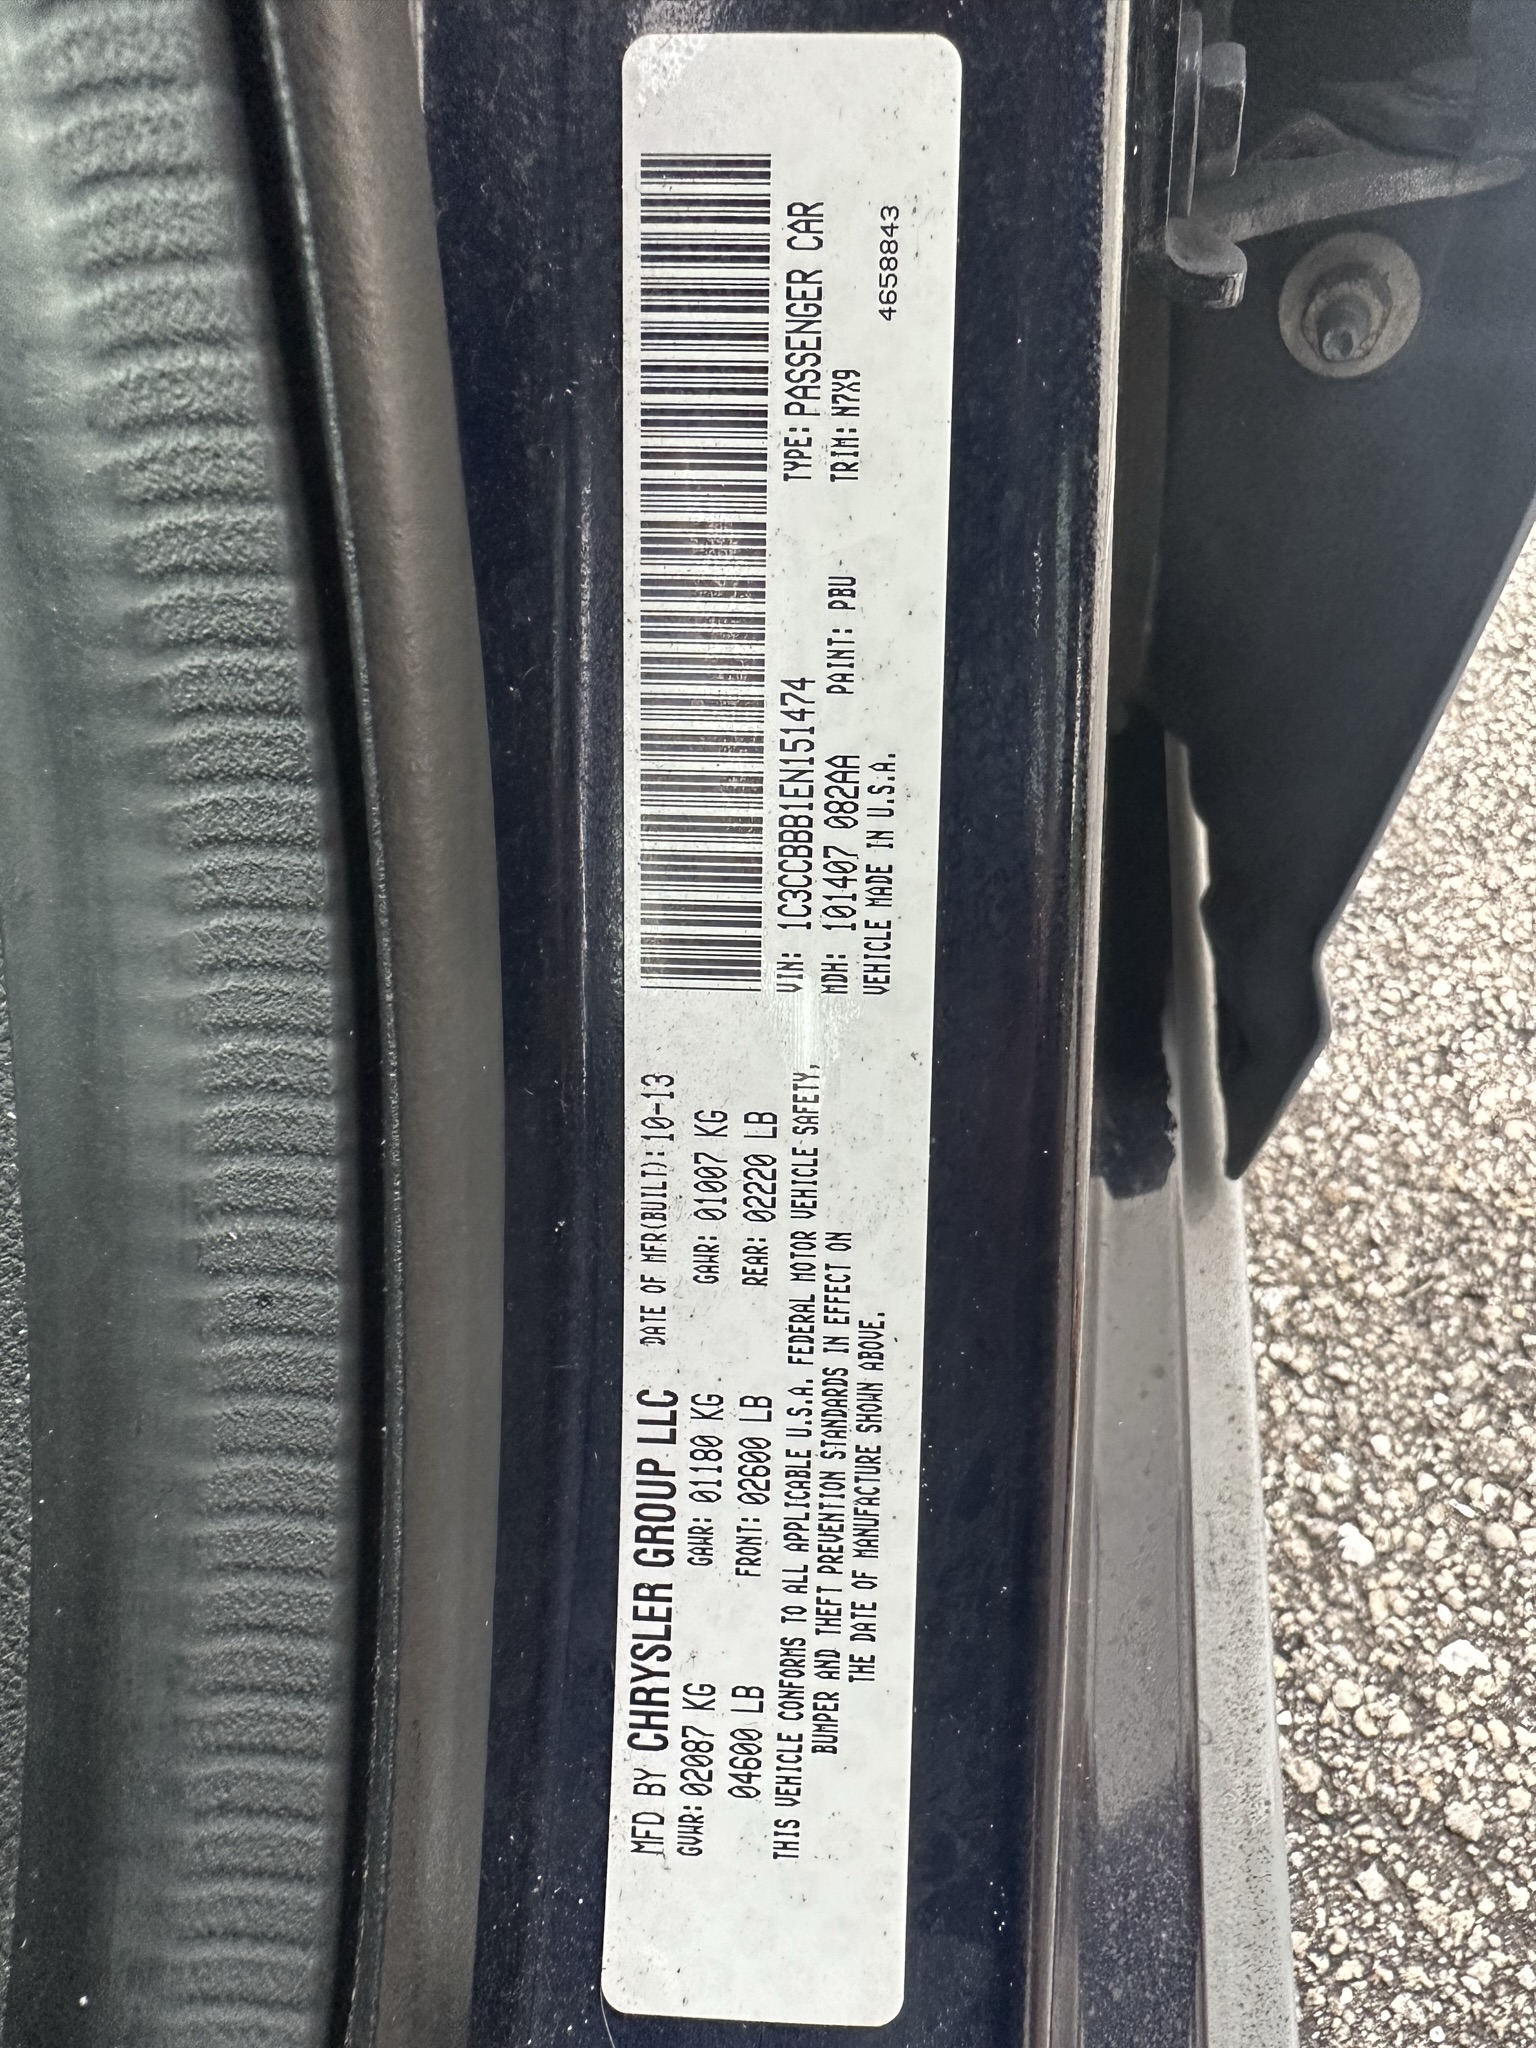 MFD BY CHRYSLER GROUP LLC DATE OF MFR(BUILT):10-13
GVWR:02087 KG GAWR: 01180 KG GAWR: 01007 KG
04600 LB FRONT: 02600 LB REAR: 02220 LB
THIS VEHICLE CONFORMS TO ALL APPLICABLE U.S.A. FEDERAL MOTOR VEHICLE SAFETY,
BUMPER AND THEFT PREVENTION STANDARDS IN EFFECT ON
THE DATE OF MANUFACTURE SHOWN ABOVE.
VIN: 1C3CCBBB1EN151474 TYPE: PASSENGER CAR
MDH: 101407 082AA PAINT: PBU TRIM: N7X9
VEHICLE MADE IN U.S.A. 4658843